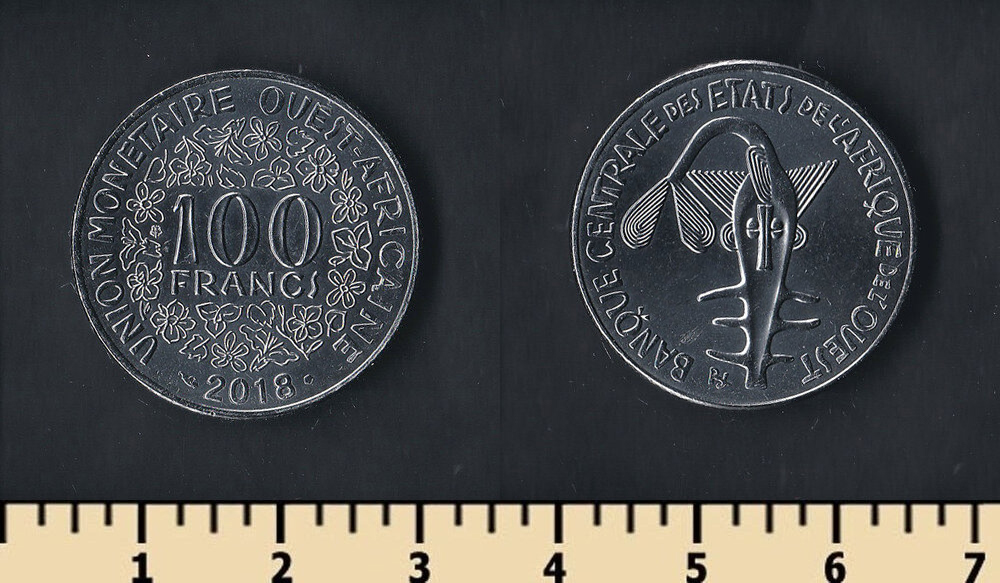 UNION MONETAIRE OUEST-AFRICAINE
100
FRANCS
2018
BANQUE CENTRALE DES ETATS DE L'AFRIQUE DE L'OUEST
1 2 3 4 5 6 7